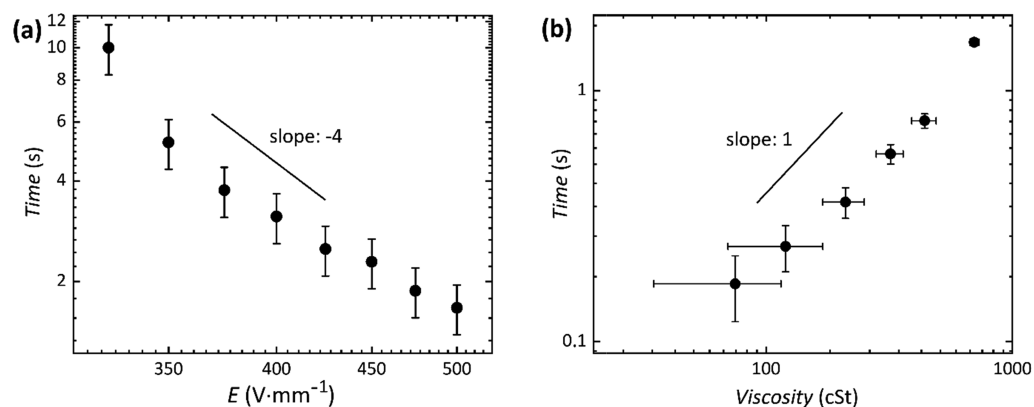 (a)
12
10
8
6
4
2
Time (s)
slope: -4
350
400
450
500
E (V·mm⁻¹)
(b)
1
0.1
Time (s)
slope: 1
100
1000
Viscosity (cSt)